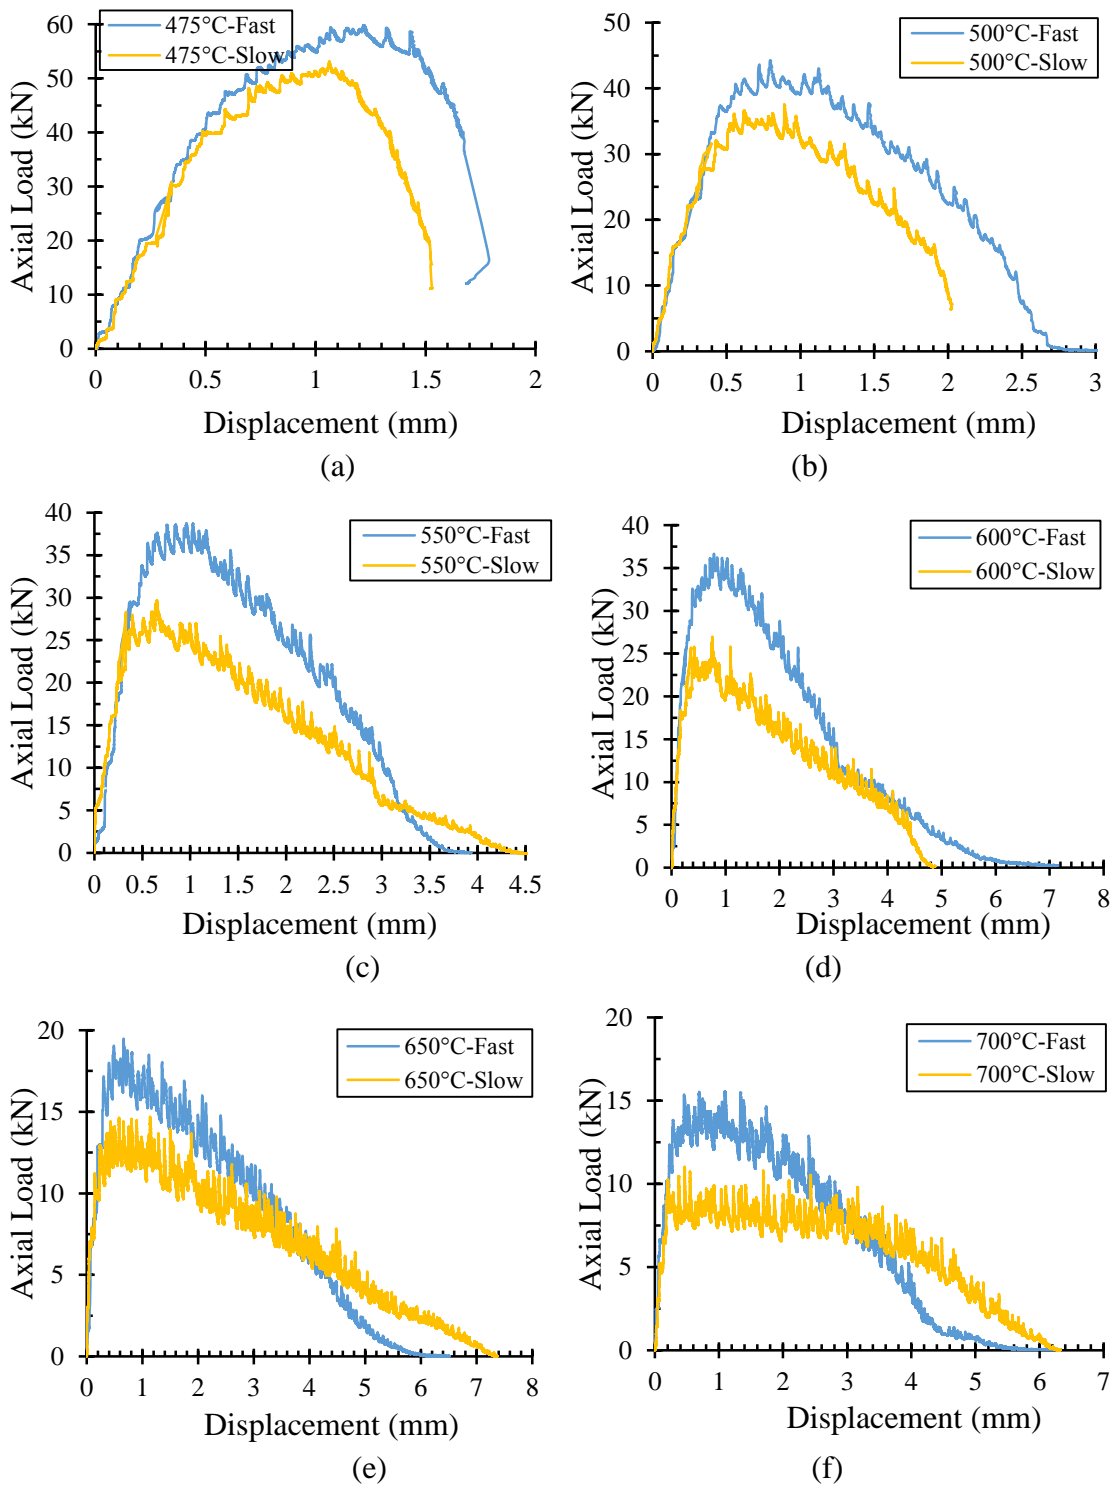 475°C-Fast
475°C-Slow
Axial Load (kN)
60
50
40
30
20
10
0
0 0.5 1 1.5 2
Displacement (mm)
(a)
500°C-Fast
500°C-Slow
Axial Load (kN)
50
40
30
20
10
0
0 0.5 1 1.5 2 2.5 3
Displacement (mm)
(b)
550°C-Fast
550°C-Slow
Axial Load (kN)
40
35
30
25
20
15
10
5
0
0 0.5 1 1.5 2 2.5 3 3.5 4 4.5
Displacement (mm)
(c)
600°C-Fast
600°C-Slow
Axial Load (kN)
40
35
30
25
20
15
10
5
0
0 1 2 3 4 5 6 7 8
Displacement (mm)
(d)
650°C-Fast
650°C-Slow
Axial Load (kN)
20
15
10
5
0
0 1 2 3 4 5 6 7 8
Displacement (mm)
(e)
700°C-Fast
700°C-Slow
Axial Load (kN)
20
15
10
5
0
0 1 2 3 4 5 6 7
Displacement (mm)
(f)